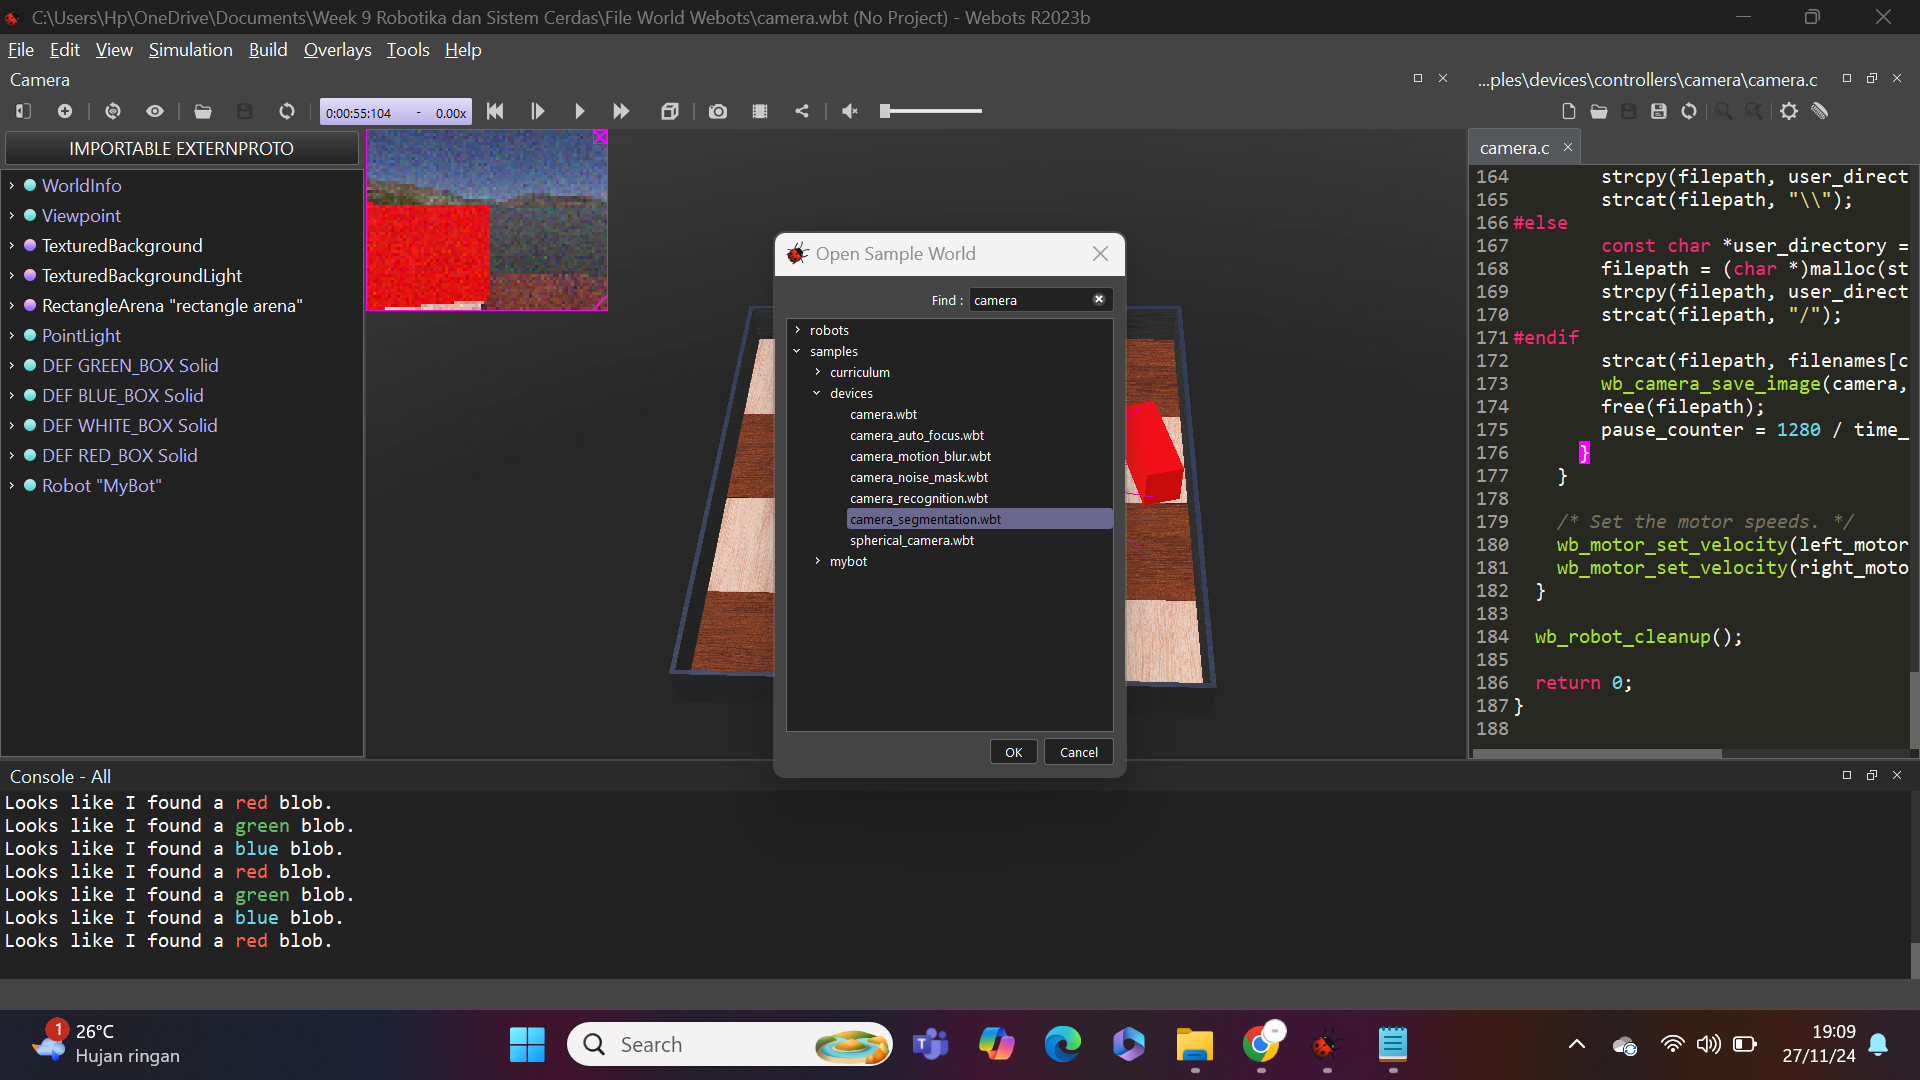 C:\Users\Hp\OneDrive\Documents\Week 9 Robotika dan Sistem Cerdas\File World Webots\camera.wbt (No Project) - Webots R2023b
File Edit View Simulation Build Overlays Tools Help
Camera
0:00:55:104 - 0.00x
IMPORTABLE EXTERNPROTO
WorldInfo
Viewpoint
TexturedBackground
TexturedBackgroundLight
RectangleArena "rectangle arena"
PointLight
DEF GREEN_BOX Solid
DEF BLUE_BOX Solid
DEF WHITE_BOX Solid
DEF RED_BOX Solid
Robot "MyBot"
Open Sample World
Find : camera
robots
samples
curriculum
devices
camera.wbt
camera_auto_focus.wbt
camera_motion_blur.wbt
camera_noise_mask.wbt
camera_recognition.wbt
camera_segmentation.wbt
spherical_camera.wbt
mybot
OK Cancel
...ples\devices\controllers\camera\camera.c
camera.c
164 strcpy(filepath, user_direct
165 strcat(filepath, "\\");
166 #else
167 const char *user_directory =
168 filepath = (char *)malloc(st
169 strcpy(filepath, user_direct
170 strcat(filepath, "/");
171 #endif
172 strcat(filepath, filenames[c
173 wb_camera_save_image(camera,
174 free(filepath);
175 pause_counter = 1280 / time_
176 }
177 }
178
179 /* Set the motor speeds. */
180 wb_motor_set_velocity(left_motor
181 wb_motor_set_velocity(right_moto
182 }
183
184 wb_robot_cleanup();
185
186 return 0;
187 }
188
Console - All
Looks like I found a red blob.
Looks like I found a green blob.
Looks like I found a blue blob.
Looks like I found a red blob.
Looks like I found a green blob.
Looks like I found a blue blob.
Looks like I found a red blob.
1
26°C
Hujan ringan
Search
19:09
27/11/24